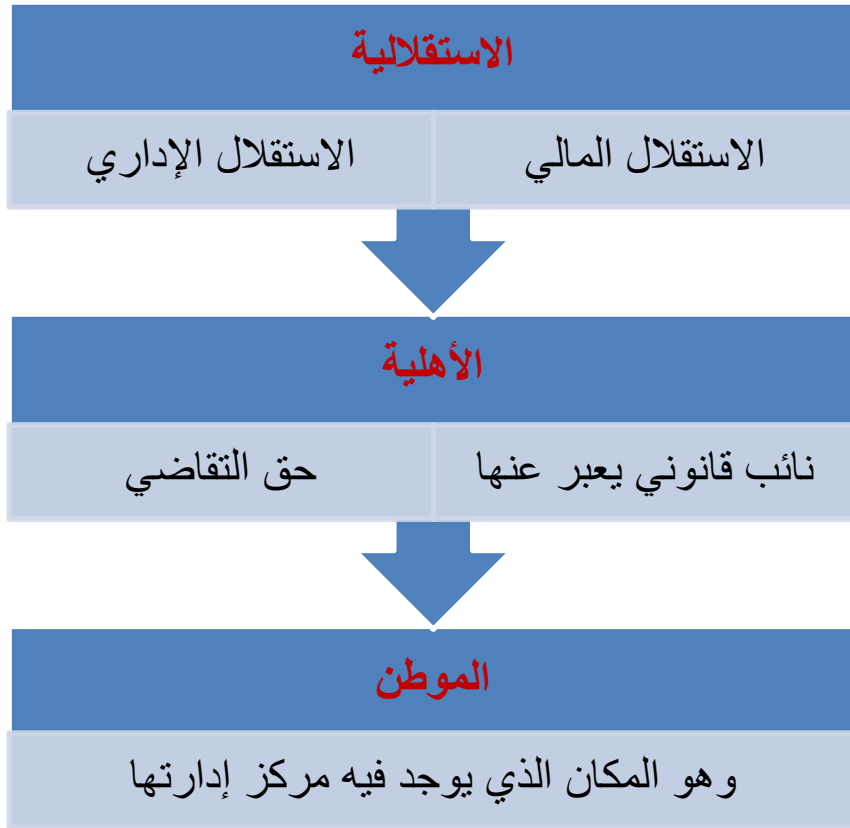 الاستقلالية
الاستقلال المالي
الاستقلال الإداري
الأهلية
نائب قانوني يعبر عنها
حق التقاضي
الموطن
وهو المكان الذي يوجد فيه مركز إدارتها